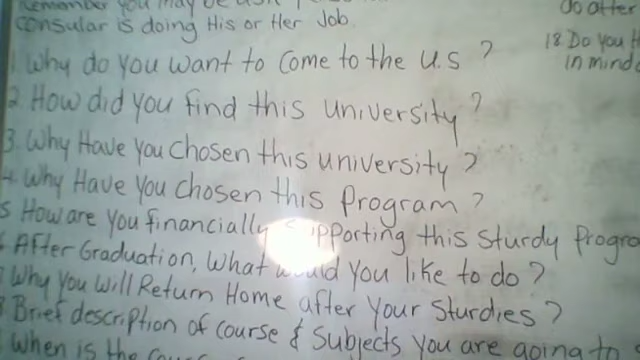 Remember you may be
consular is doing His or Her Job.
1. Why do you want to come to the U.S ?
2. How did you find this university ?
3. Why Have you chosen this university ?
4. Why Have you chosen this Program ?
5 How are you financially supporting this Sturdy Progra
6 After Graduation, what would you like to do ?
7 Why you will Return Home after your Sturdies ?
8. Brief description of course & Subjects you are going to
When is the
do after
18 Do you H
in mind